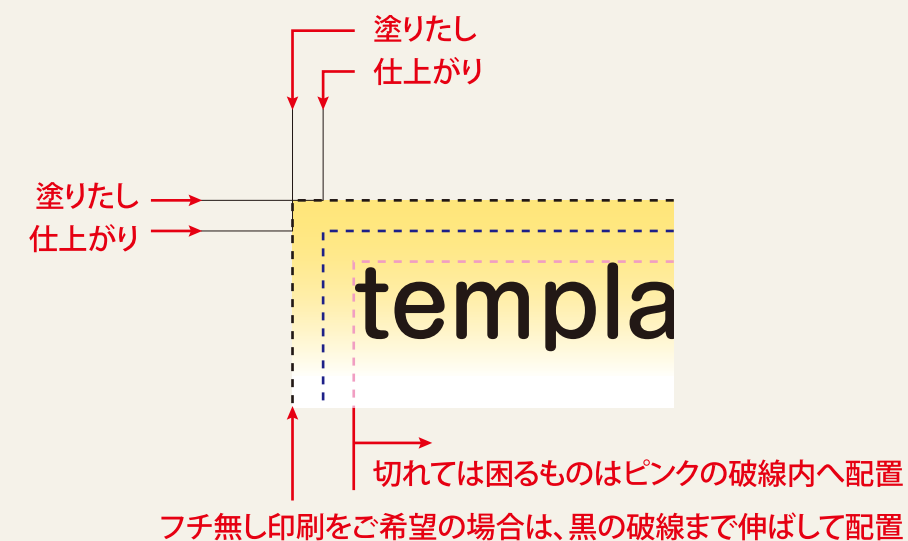 塗りたし
仕上がり
塗りたし
仕上がり
templa
切れては困るものはピンクの破線内へ配置
フチ無し印刷をご希望の場合は、黒の破線まで伸ばして配置